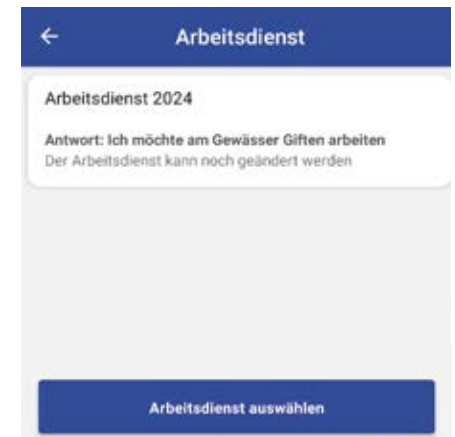 Arbeitsdienst
Arbeitsdienst 2024
Antwort: Ich möchte am Gewässer Giften arbeiten
Der Arbeitsdienst kann noch geändert werden
Arbeitsdienst auswählen